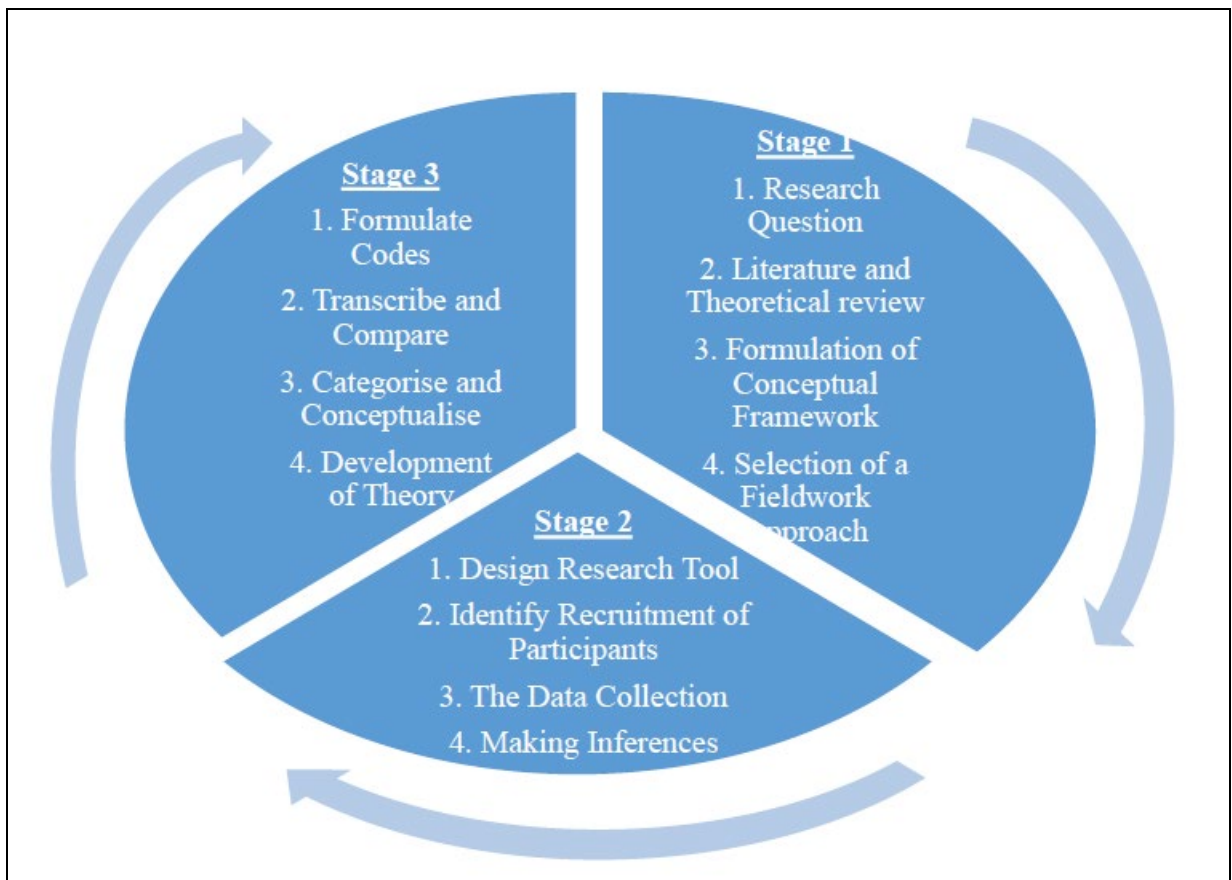 Stage 1
1. Research
Question
2. Literature and
Theoretical review
3. Formulation of
Conceptual
Framework
4. Selection of a
Fieldwork
Approach
Stage 2
1. Design Research Tool
2. Identify Recruitment of
Participants
3. The Data Collection
4. Making Inferences
Stage 3
1. Formulate
Codes
2. Transcribe and
Compare
3. Categorise and
Conceptualise
4. Development
of Theory